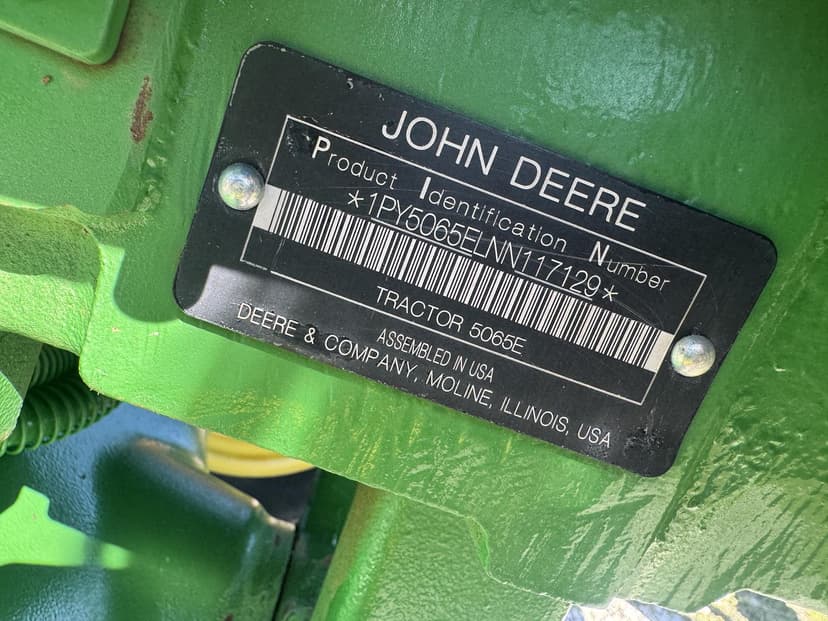 JOHN DEERE
Product Identification Number
*1PY5065ELNN117129*
TRACTOR 5065E
ASSEMBLED IN USA
DEERE & COMPANY, MOLINE, ILLINOIS, USA